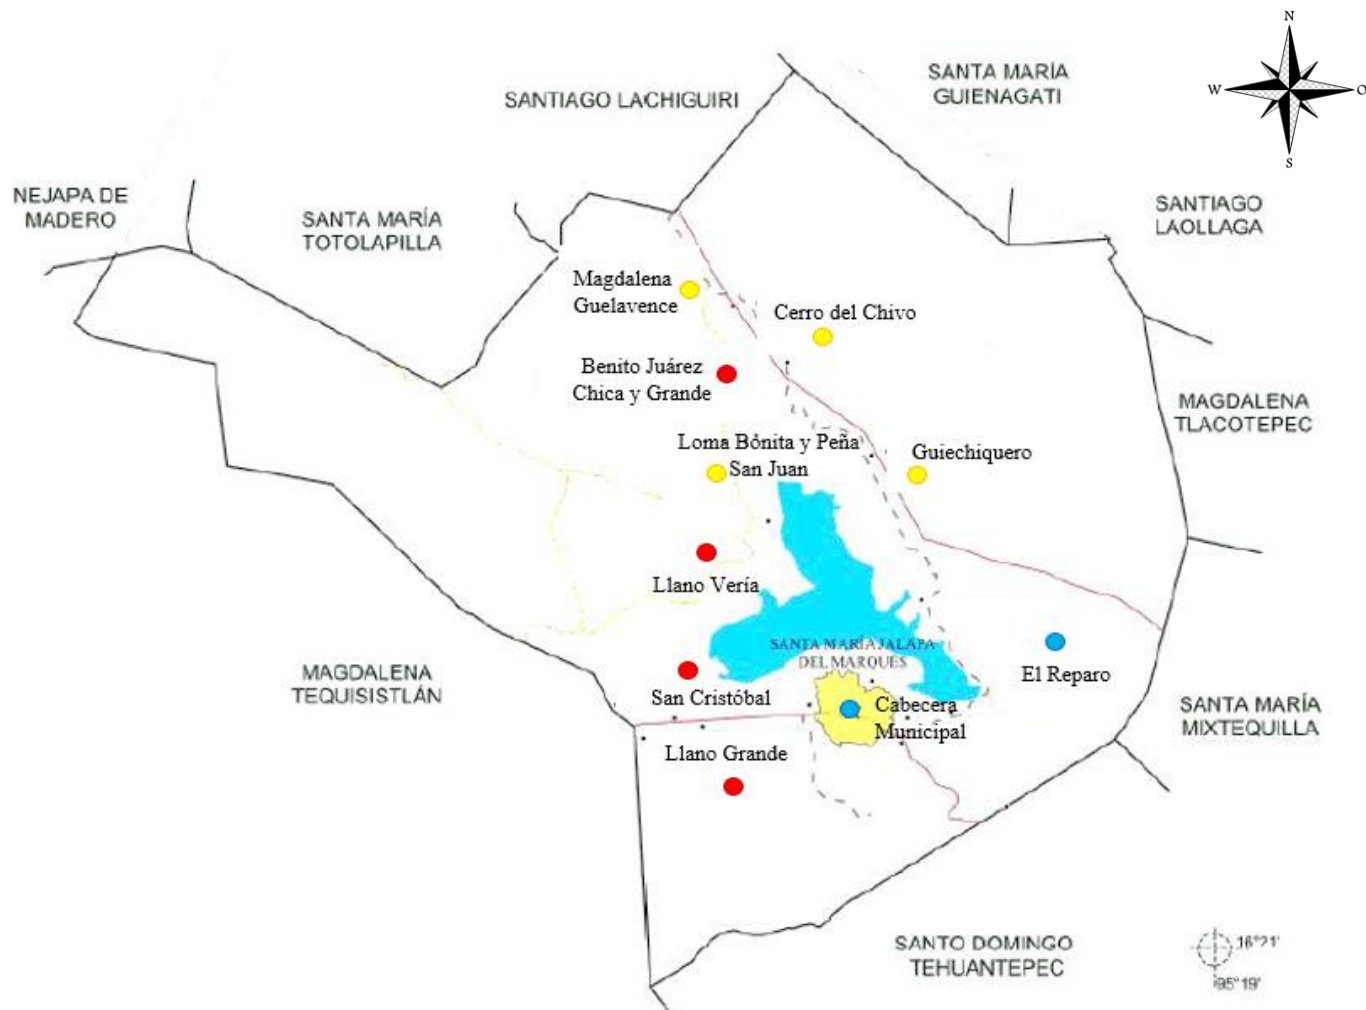 N
W
O
S
SANTA MARÍA
GUIENAGATI
SANTIAGO LACHIGUIRI
NEJAPA DE
MADERO
SANTA MARÍA
TOTOLAPILLA
SANTIAGO
LAOLLAGA
Magdalena
Guelavence
Cerro del Chivo
Benito Juárez
Chica y Grande
MAGDALENA
TLACOTEPEC
Loma Bonita y Peña
San Juan
Guiechiquero
Llano Vería
SANTA MARÍA JALAPA
DEL MARQUES
MAGDALENA
TEQUISISTLÁN
El Reparo
San Cristóbal
Cabecera
Municipal
SANTA MARÍA
MIXTEQUILLA
Llano Grande
SANTO DOMINGO
TEHUANTEPEC
16°21'
95°19'